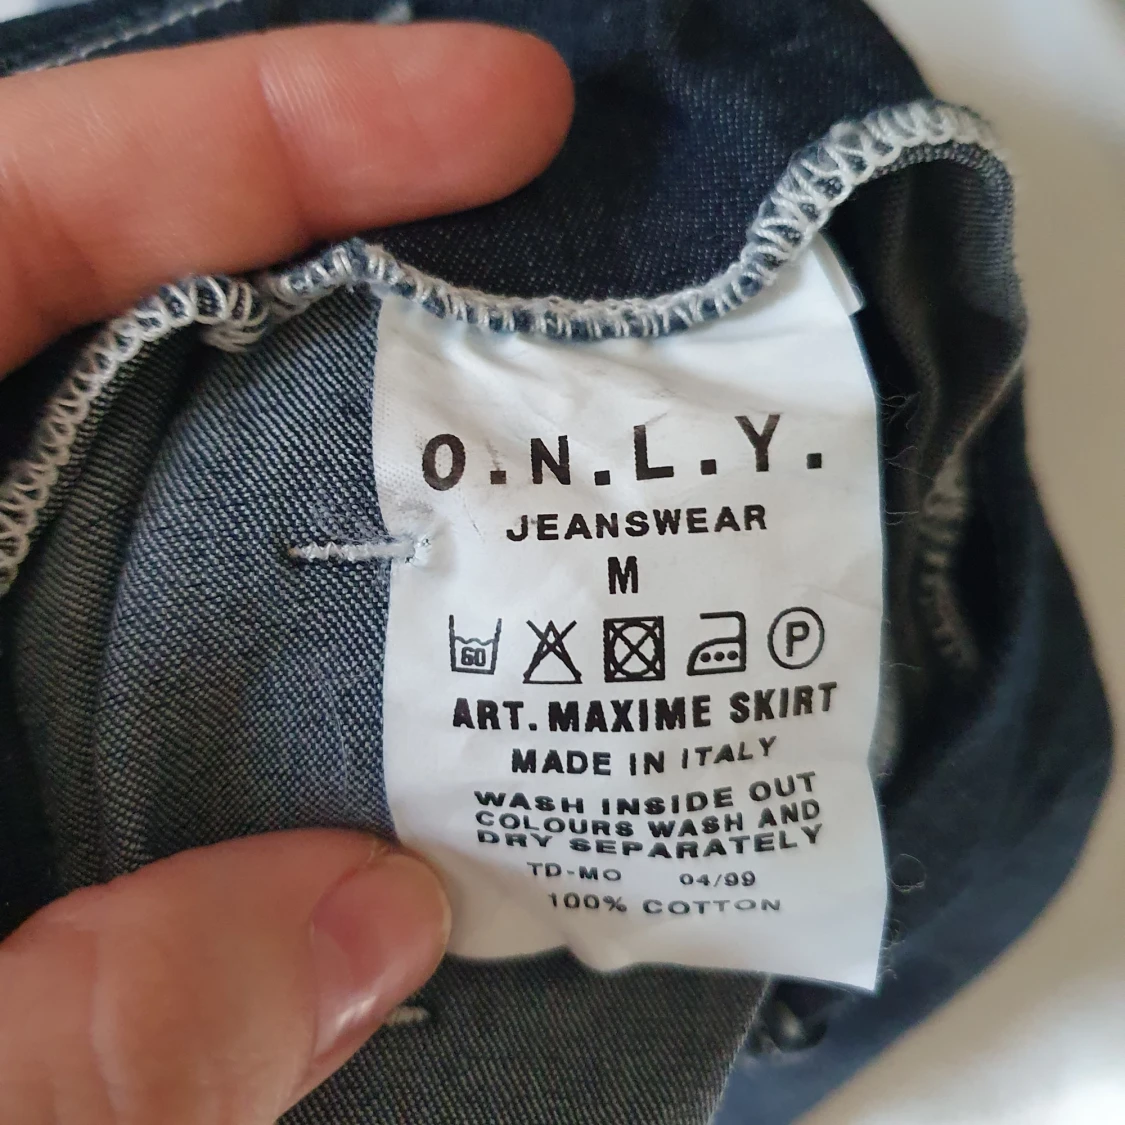 O.N.L.Y.
JEANSWEAR
M
60 P
ART. MAXIME SKIRT
MADE IN ITALY
WASH INSIDE OUT
COLOURS WASH AND
DRY SEPARATELY
TD-MO 04/99
100% COTTON